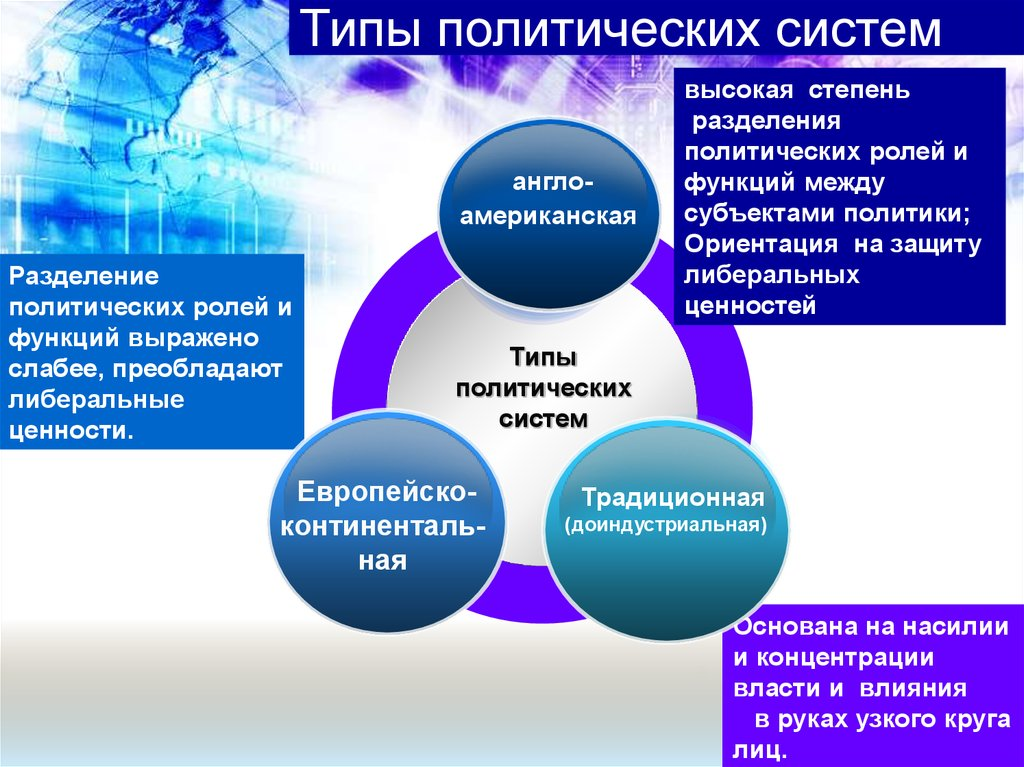 Типы политических систем
высокая степень
разделения
политических ролей и
функций между
субъектами политики;
Ориентация на защиту
либеральных
ценностей
англо-
американская
Разделение
политических ролей и
функций выражено
слабее, преобладают
либеральные
ценности.
Типы
политических
систем
Европейско-
континенталь-
ная
Традиционная
(доиндустриальная)
Основана на насилии
и концентрации
власти и влияния
в руках узкого круга
лиц.